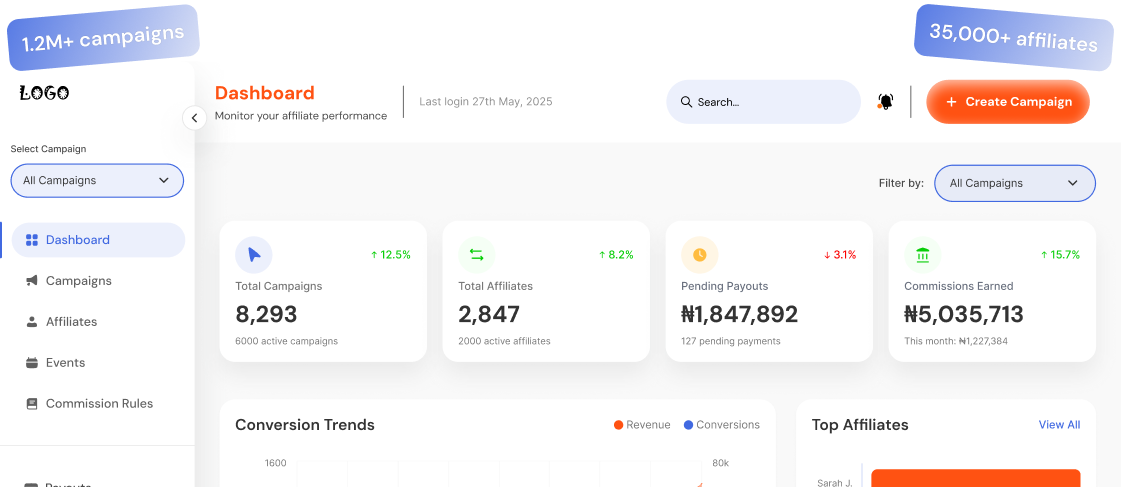 1.2M+ campaigns
35,000+ affiliates
LOGO
Dashboard
Monitor your affiliate performance
Last login 27th May, 2025
Search...
+ Create Campaign
Select Campaign
All Campaigns
Filter by:
All Campaigns
Dashboard
Campaigns
Affiliates
Events
Commission Rules
Payouts
↑ 12.5%
Total Campaigns
8,293
6000 active campaigns
↑ 8.2%
Total Affiliates
2,847
2000 active affiliates
↓ 3.1%
Pending Payouts
₦1,847,892
127 pending payments
↑ 15.7%
Commissions Earned
₦5,035,713
This month: ₦1,227,384
Conversion Trends
Revenue
Conversions
1600
80k
Top Affiliates
View All
Sarah J.